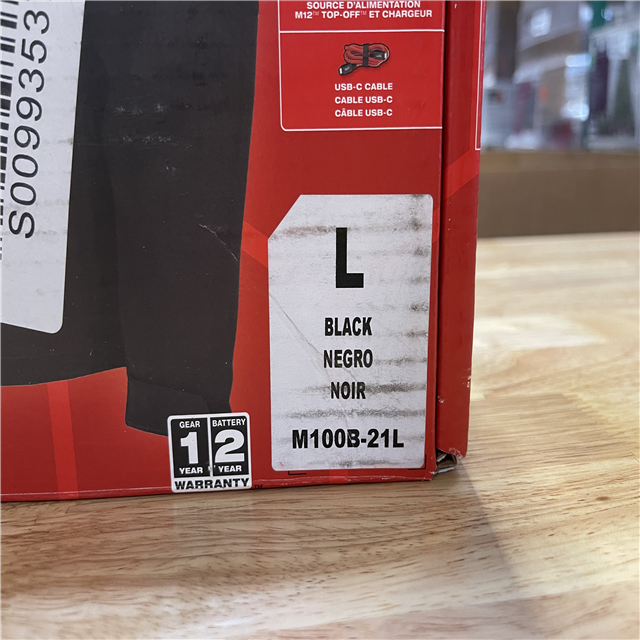 SOURCE D'ALIMENTATION
M12™ TOP-OFF™ ET CHARGEUR
USB-C CABLE
CABLE USB-C
CÂBLE USB-C
S0099353
L
BLACK
NEGRO
NOIR
M100B-21L
GEAR BATTERY
1 2
YEAR YEAR
WARRANTY